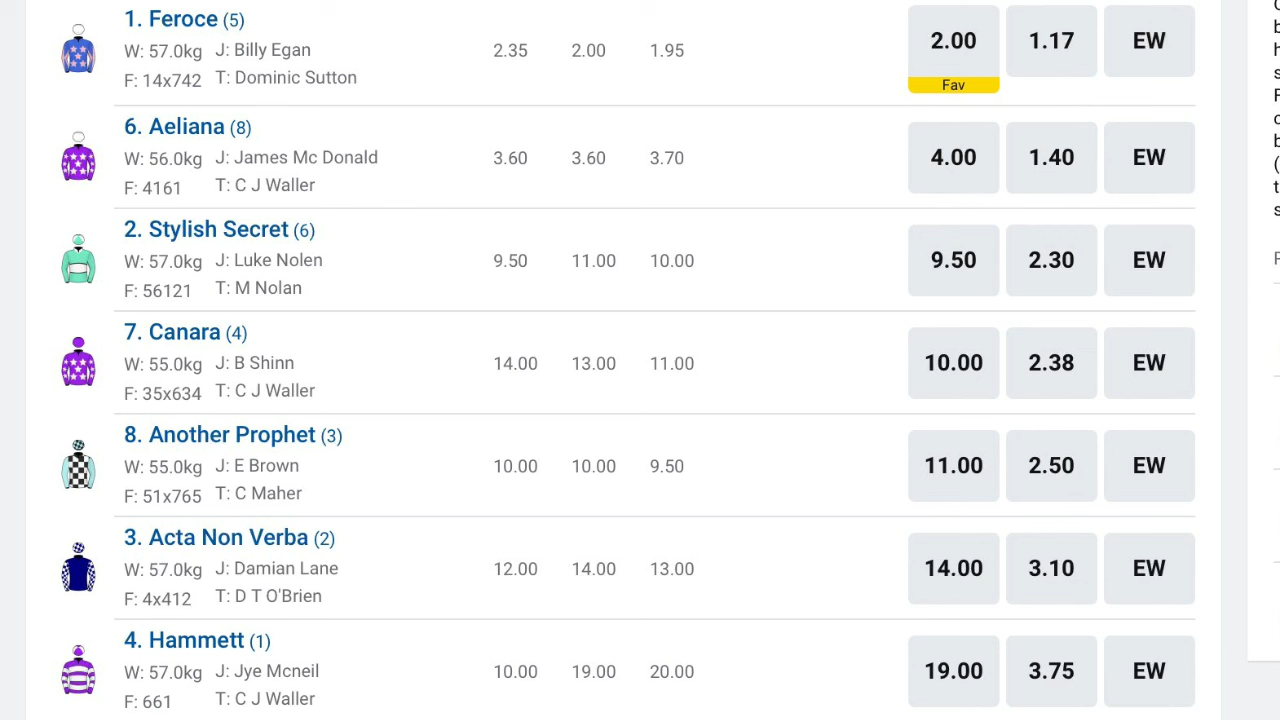 1. Feroce (5)
W: 57.0kg J: Billy Egan 2.35 2.00 1.95 2.00 1.17 EW
F: 14x742 T: Dominic Sutton
Fav
6. Aeliana (8)
W: 56.0kg J: James Mc Donald 3.60 3.60 3.70 4.00 1.40 EW
F: 4161 T: C J Waller
2. Stylish Secret (6)
W: 57.0kg J: Luke Nolen 9.50 11.00 10.00 9.50 2.30 EW
F: 56121 T: M Nolan
7. Canara (4)
W: 55.0kg J: B Shinn 14.00 13.00 11.00 10.00 2.38 EW
F: 35x634 T: C J Waller
8. Another Prophet (3)
W: 55.0kg J: E Brown 10.00 10.00 9.50 11.00 2.50 EW
F: 51x765 T: C Maher
3. Acta Non Verba (2)
W: 57.0kg J: Damian Lane 12.00 14.00 13.00 14.00 3.10 EW
F: 4x412 T: D T O'Brien
4. Hammett (1)
W: 57.0kg J: Jye Mcneil 10.00 19.00 20.00 19.00 3.75 EW
F: 661 T: C J Waller